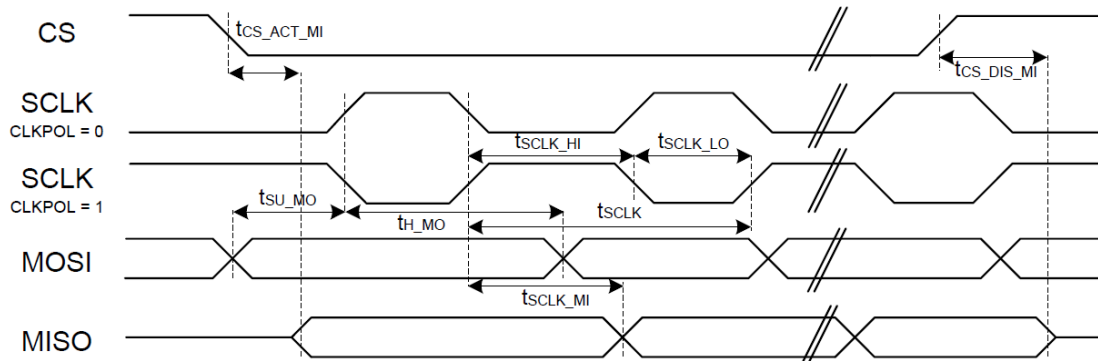 CS
tCS_ACT_MI
tCS_DIS_MI
SCLK
CLKPOL = 0
tSCLK_HI
tSCLK_LO
SCLK
CLKPOL = 1
tSU_MO
tH_MO
tSCLK
MOSI
tSCLK_MI
MISO